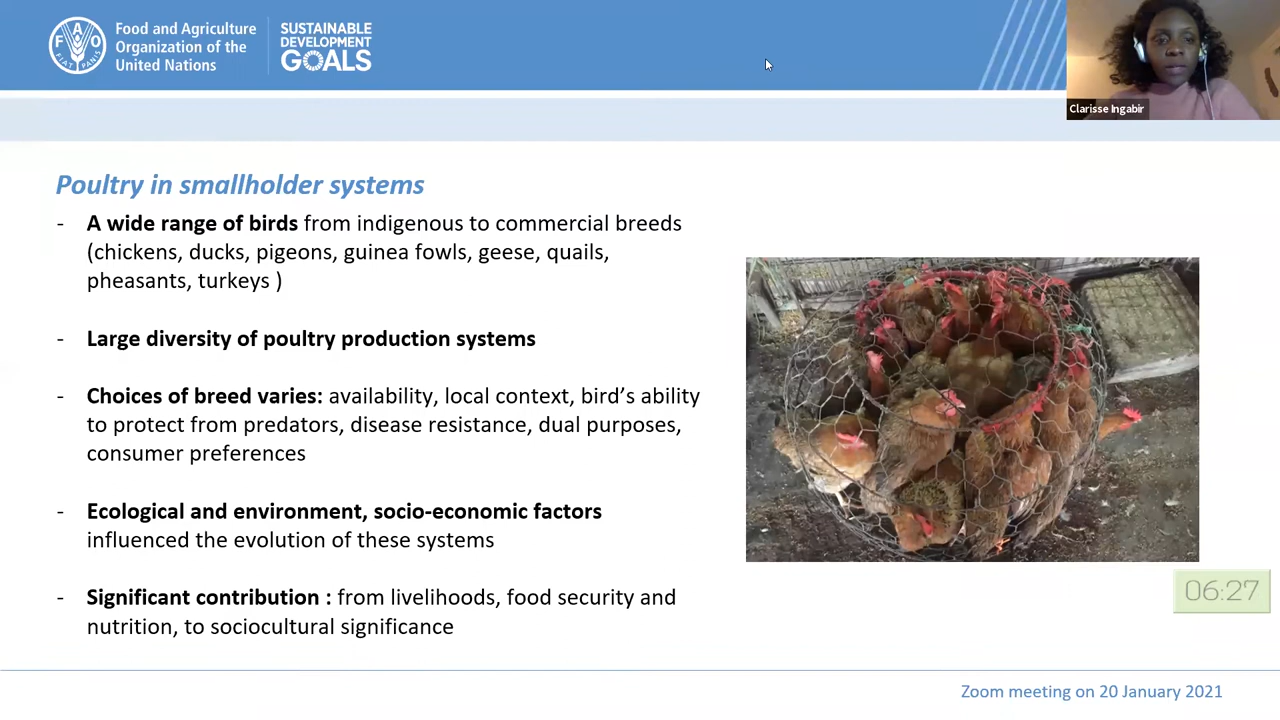 Food and Agriculture
Organization of the
United Nations
F A O
FIAT PANIS
SUSTAINABLE
DEVELOPMENT
GOALS
Clarisse Ingabir
Poultry in smallholder systems
- A wide range of birds from indigenous to commercial breeds
(chickens, ducks, pigeons, guinea fowls, geese, quails,
pheasants, turkeys )
- Large diversity of poultry production systems
- Choices of breed varies: availability, local context, bird’s ability
to protect from predators, disease resistance, dual purposes,
consumer preferences
- Ecological and environment, socio-economic factors
influenced the evolution of these systems
- Significant contribution : from livelihoods, food security and
nutrition, to sociocultural significance
06:27
Zoom meeting on 20 January 2021